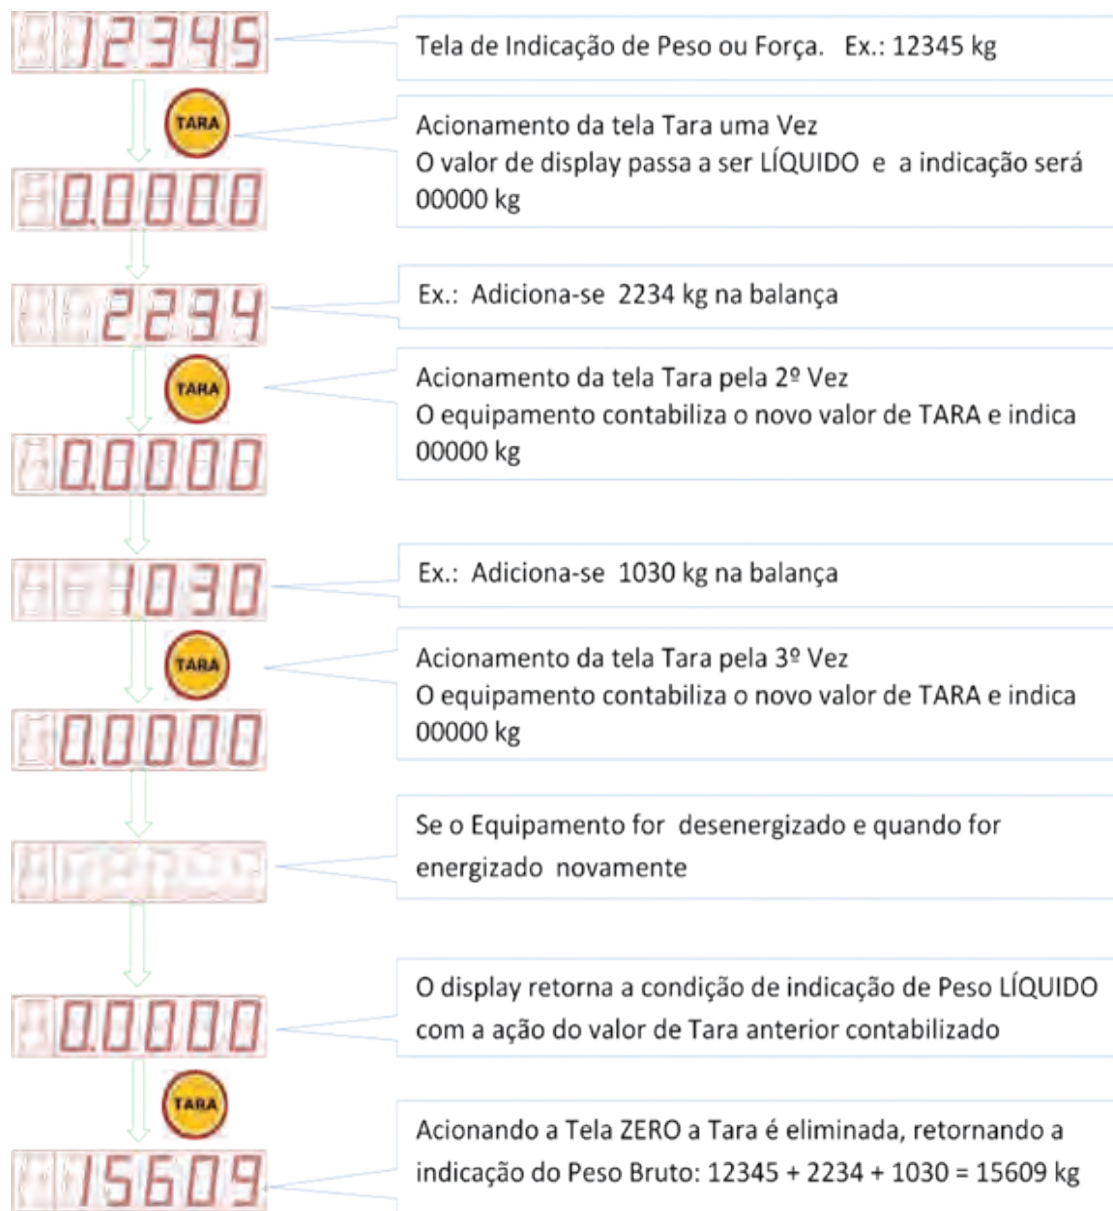 12345
Tela de Indicação de Peso ou Força. Ex.: 12345 kg
TARA
Acionamento da tela Tara uma Vez
O valor de display passa a ser LÍQUIDO e a indicação será
00000 kg
0.0000
2234
Ex.: Adiciona-se 2234 kg na balança
TARA
Acionamento da tela Tara pela 2º Vez
O equipamento contabiliza o novo valor de TARA e indica
00000 kg
0.0000
1030
Ex.: Adiciona-se 1030 kg na balança
TARA
Acionamento da tela Tara pela 3º Vez
O equipamento contabiliza o novo valor de TARA e indica
00000 kg
0.0000
Se o Equipamento for desenergizado e quando for
energizado novamente
0.0000
O display retorna a condição de indicação de Peso LÍQUIDO
com a ação do valor de Tara anterior contabilizado
TARA
Acionando a Tela ZERO a Tara é eliminada, retornando a
indicação do Peso Bruto: 12345 + 2234 + 1030 = 15609 kg
15609